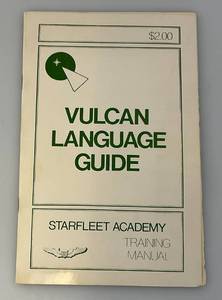 $2.00
VULCAN
LANGUAGE
GUIDE
STARFLEET ACADEMY
TRAINING
MANUAL